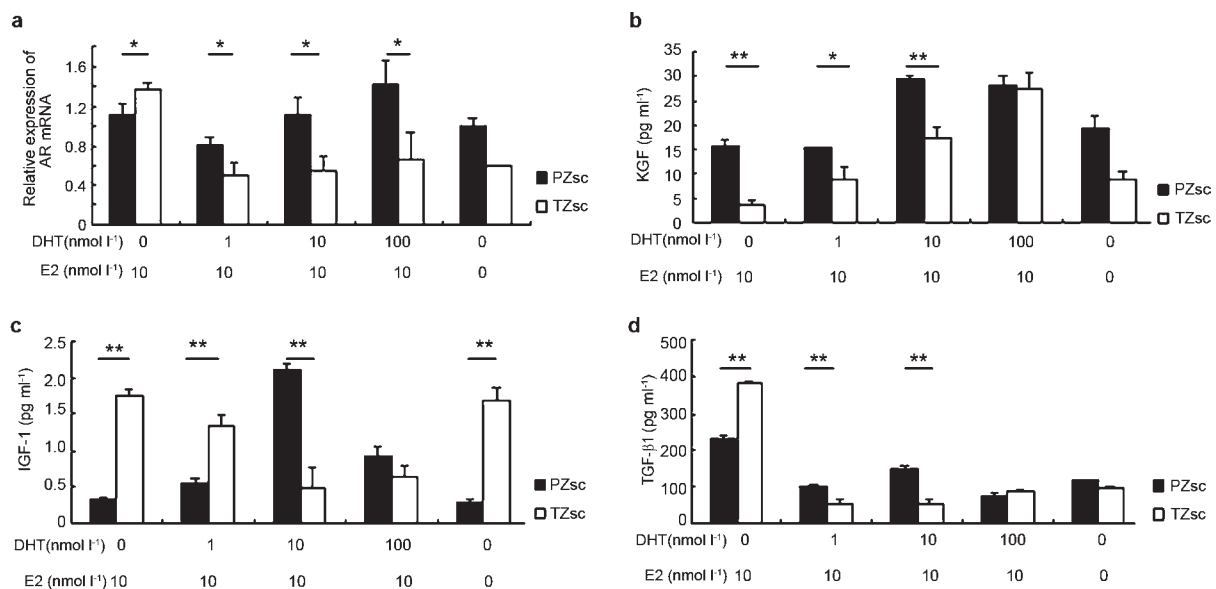 a
* * * *
Relative expression of
AR mRNA
1.6
1.2
0.8
0.4
0
PZsc
TZsc
DHT(nmol l⁻¹) 0 1 10 100 0
E2 (nmol l⁻¹) 10 10 10 10 0
b
** * **
KGF (pg ml⁻¹)
35
30
25
20
15
10
5
0
PZsc
TZsc
DHT(nmol l⁻¹) 0 1 10 100 0
E2 (nmol l⁻¹) 10 10 10 10 0
c
** ** ** **
IGF-1 (pg ml⁻¹)
2.5
2.0
1.5
1.0
0.5
0
PZsc
TZsc
DHT(nmol l⁻¹) 0 1 10 100 0
E2 (nmol l⁻¹) 10 10 10 10 0
d
** ** **
TGF-β1 (pg ml⁻¹)
500
400
300
200
100
0
PZsc
TZsc
DHT(nmol l⁻¹) 0 1 10 100 0
E2 (nmol l⁻¹) 10 10 10 10 0